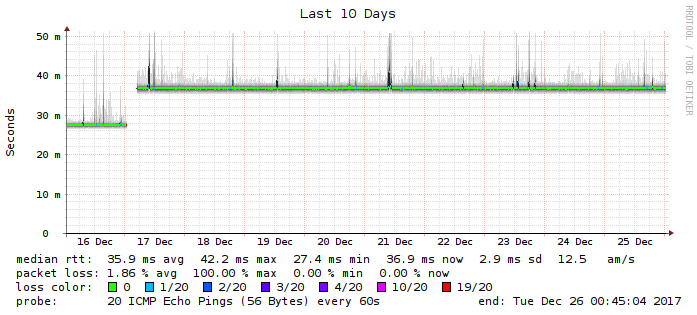 Last 10 Days
RRDTOOL / TOBI OETIKER
Seconds
50 m
40 m
30 m
20 m
10 m
0
16 Dec 17 Dec 18 Dec 19 Dec 20 Dec 21 Dec 22 Dec 23 Dec 24 Dec 25 Dec
median rtt: 35.9 ms avg 42.2 ms max 27.4 ms min 36.9 ms now 2.9 ms sd 12.5 am/s
packet loss: 1.86 % avg 100.00 % max 0.00 % min 0.00 % now
loss color: 0 1/20 2/20 3/20 4/20 10/20 19/20
probe: 20 ICMP Echo Pings (56 Bytes) every 60s end: Tue Dec 26 00:45:04 2017